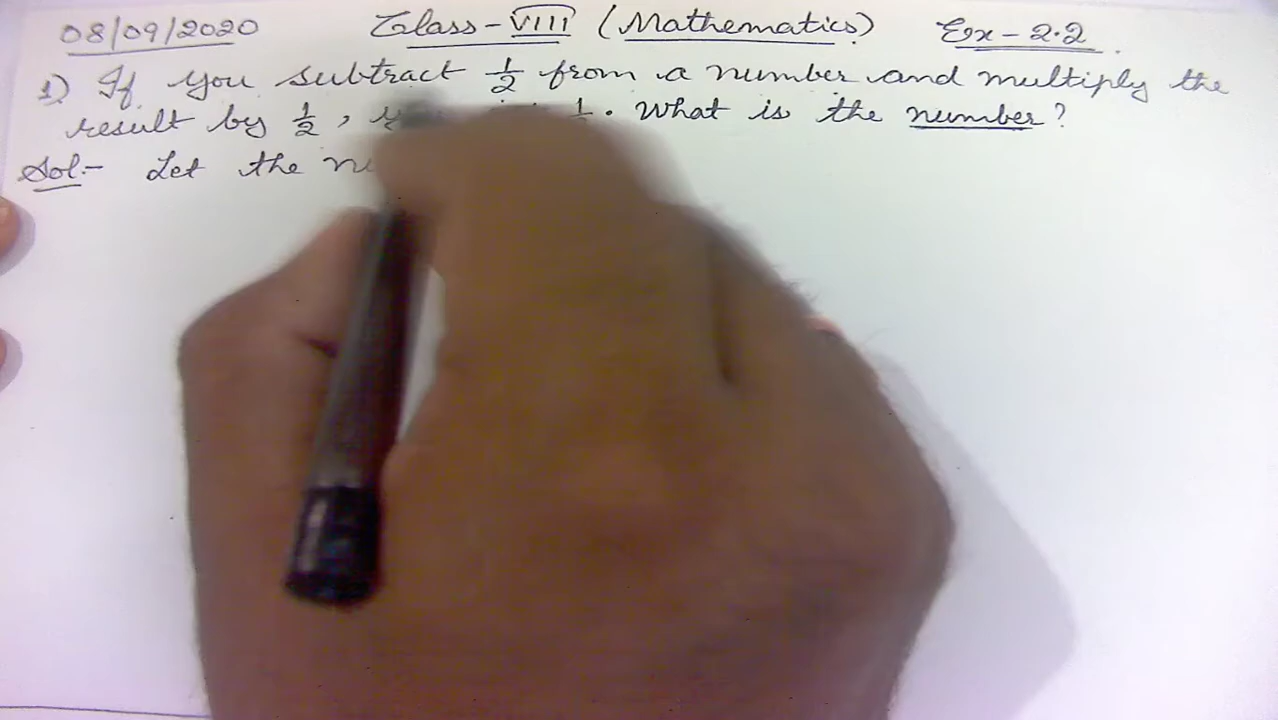 08/09/2020 Class-VIII (Mathematics) Ex-2.2
1) If you subtract 1/2 from a number and multiply the
result by 1/2, . What is the number?
Sol:- Let the